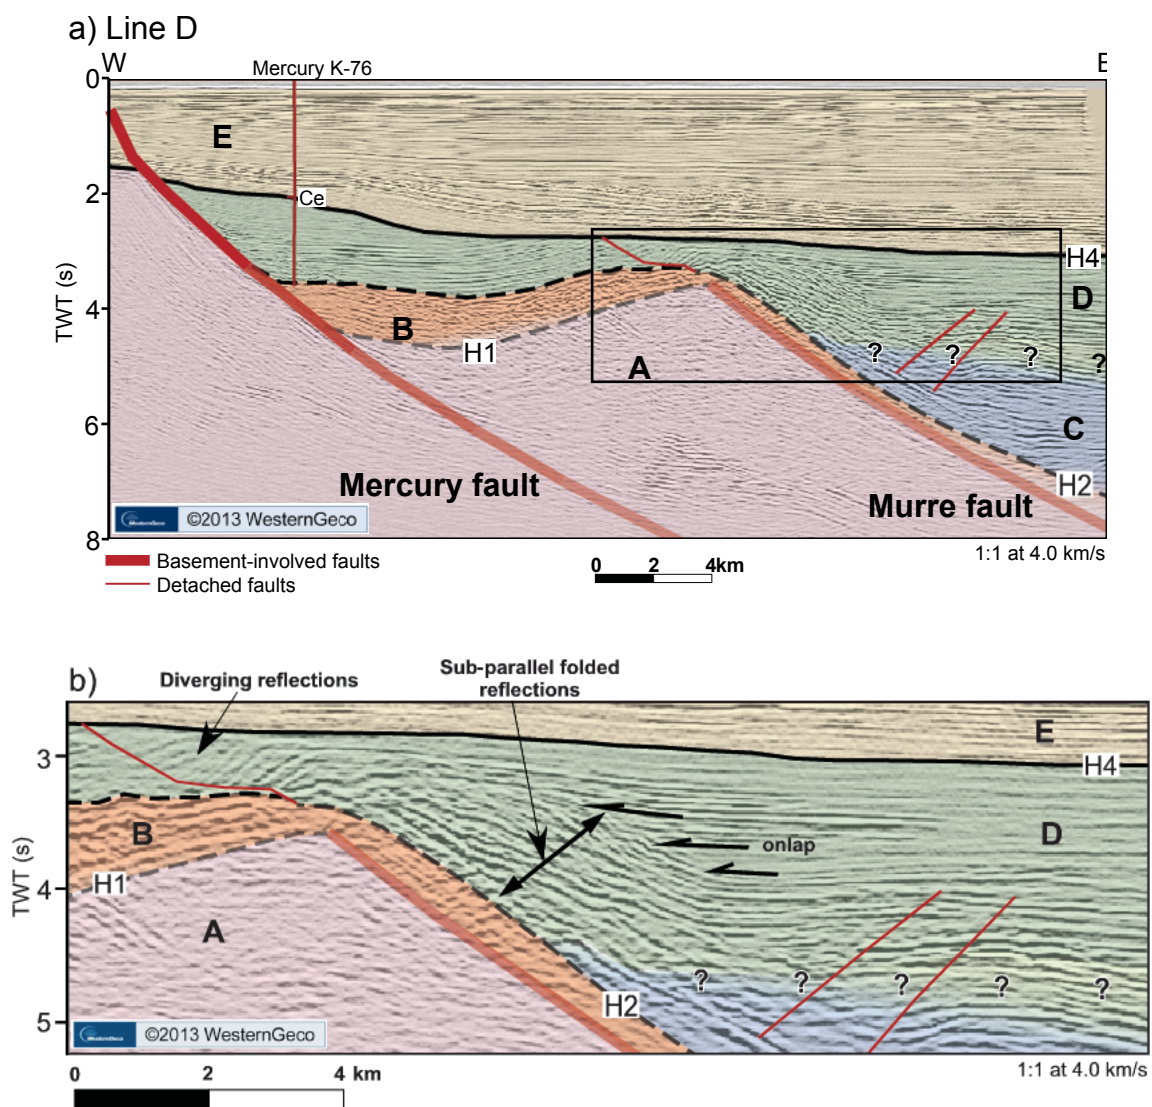 a) Line D
W
E
Mercury K-76
0
E
2
Ce
H4
D
TWT (s)
4
B
H1
A
? ? ? ?
C
6
H2
Mercury fault
Murre fault
©2013 WesternGeco
8
Basement-involved faults
Detached faults
0 2 4km
1:1 at 4.0 km/s
b)
Diverging reflections
Sub-parallel folded
reflections
E
3
H4
B
D
onlap
TWT (s)
4
H1
A
? ? ? ? ?
H2
5
©2013 WesternGeco
0 2 4 km
1:1 at 4.0 km/s